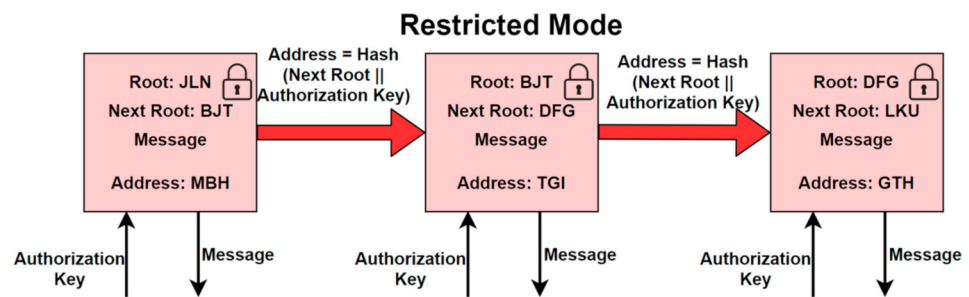 Restricted Mode
Root: JLN
Next Root: BJT
Message
Address: MBH
Address = Hash
(Next Root ||
Authorization Key)
Root: BJT
Next Root: DFG
Message
Address: TGI
Address = Hash
(Next Root ||
Authorization Key)
Root: DFG
Next Root: LKU
Message
Address: GTH
Authorization
Key
Message
Authorization
Key
Message
Authorization
Key
Message